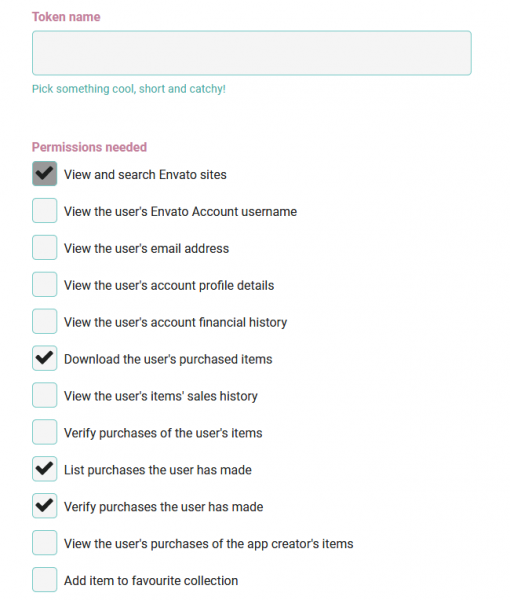 Token name
Pick something cool, short and catchy!
Permissions needed
View and search Envato sites
View the user's Envato Account username
View the user's email address
View the user's account profile details
View the user's account financial history
Download the user's purchased items
View the user's items' sales history
Verify purchases of the user's items
List purchases the user has made
Verify purchases the user has made
View the user's purchases of the app creator's items
Add item to favourite collection